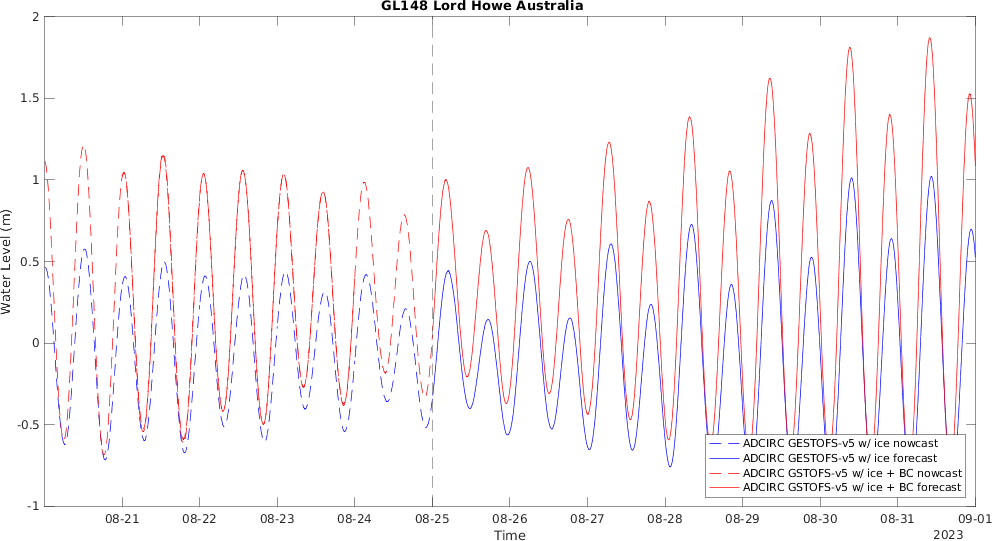 GL148 Lord Howe Australia
2
1.5
1
0.5
0
-0.5
-1
Water Level (m)
08-21 08-22 08-23 08-24 08-25 08-26 08-27 08-28 08-29 08-30 08-31 09-01
Time
2023
ADCIRC GESTOFS-v5 w/ ice nowcast
ADCIRC GESTOFS-v5 w/ ice forecast
ADCIRC GSTOFS-v5 w/ ice + BC nowcast
ADCIRC GSTOFS-v5 w/ ice + BC forecast